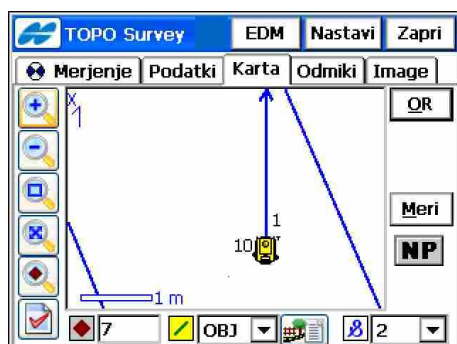 TOPO Survey EDM Nastavi Zapri
Merjenje Podatki Karta Odmiki Image
X
1
OR
1
10
Meri
NP
1 m
7 OBJ 2